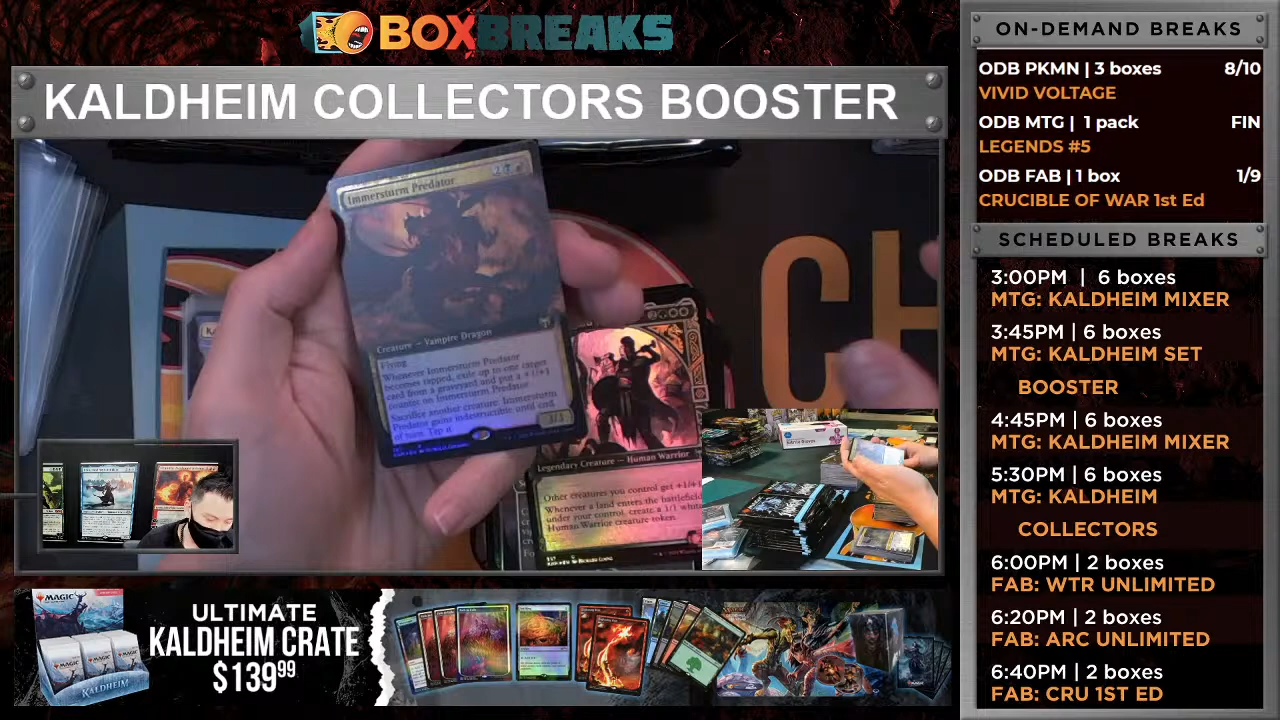 BOXBREAKS
KALDHEIM COLLECTORS BOOSTER
Immersturm Predator
Creature — Vampire Dragon
Flying
Whenever Immersturm Predator
becomes tapped, exile up to one target
card from a graveyard and put a +1/+1
counter on Immersturm Predator.
Sacrifice another creature: Immersturm
Predator gains indestructible until end
of turn. Tap it.
3/3
Legendary Creature — Human Warrior
Other creatures you control get +1/+1
Whenever a land enters the battlefield
under your control, create a 1/1 white
Human Warrior creature token.
CH
MAGIC
KALDHEIM
ULTIMATE
KALDHEIM CRATE
$139.99
ON-DEMAND BREAKS
ODB PKMN | 3 boxes 8/10
VIVID VOLTAGE
ODB MTG | 1 pack FIN
LEGENDS #5
ODB FAB | 1 box 1/9
CRUCIBLE OF WAR 1st Ed
SCHEDULED BREAKS
3:00PM | 6 boxes
MTG: KALDHEIM MIXER
3:45PM | 6 boxes
MTG: KALDHEIM SET
BOOSTER
4:45PM | 6 boxes
MTG: KALDHEIM MIXER
5:30PM | 6 boxes
MTG: KALDHEIM
COLLECTORS
6:00PM | 2 boxes
FAB: WTR UNLIMITED
6:20PM | 2 boxes
FAB: ARC UNLIMITED
6:40PM | 2 boxes
FAB: CRU 1ST ED